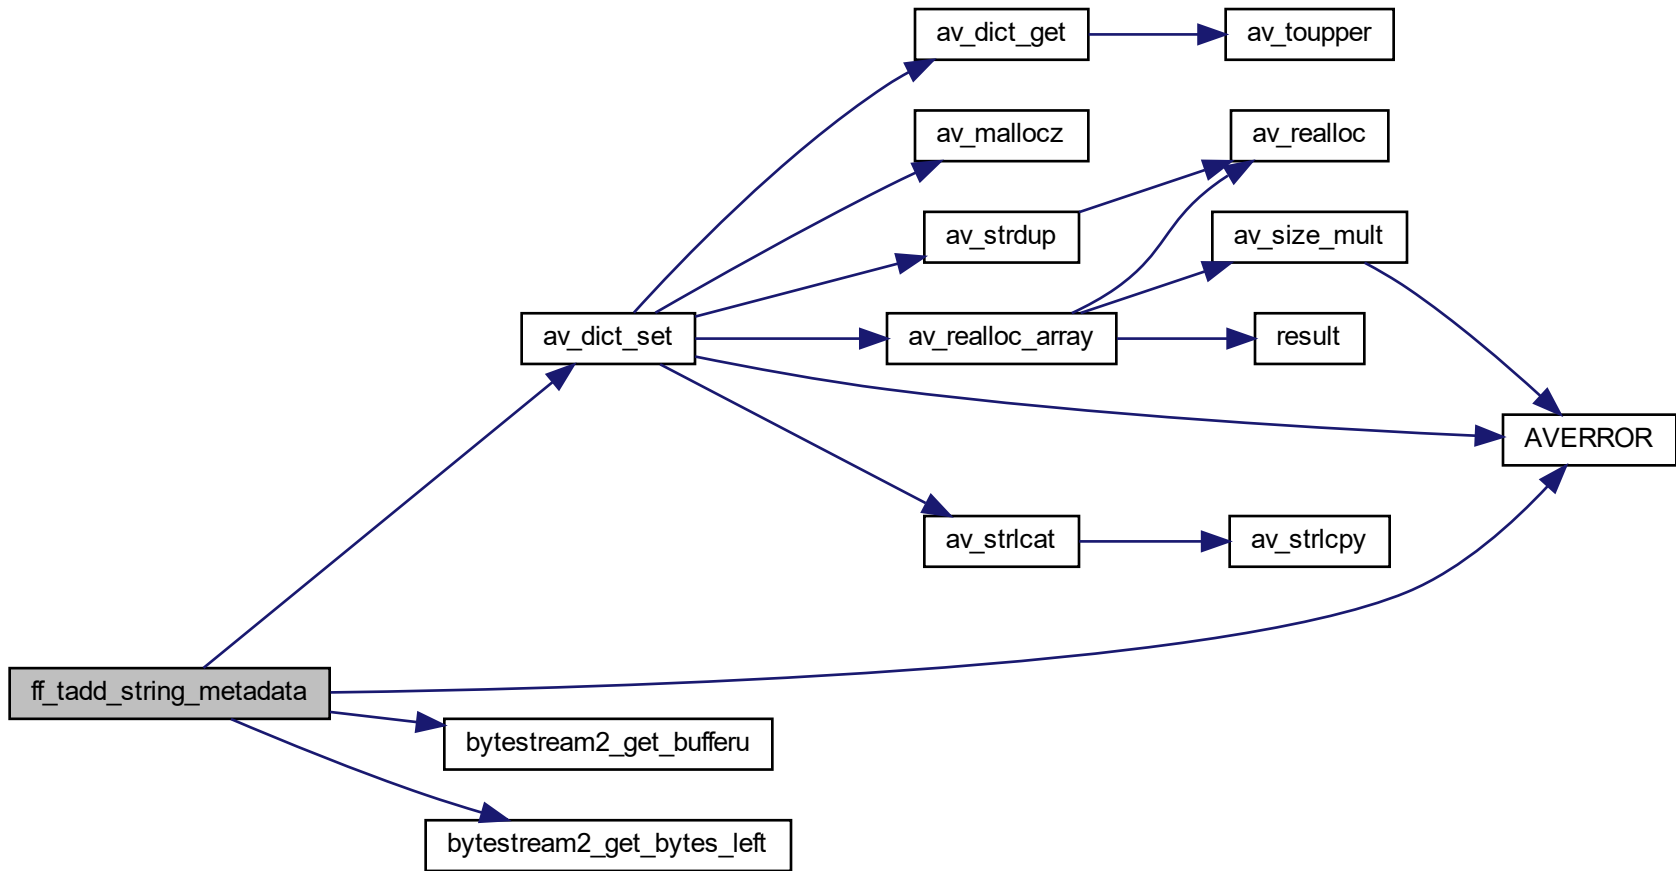 av_dict_get
av_toupper
av_mallocz
av_realloc
av_strdup
av_size_mult
av_dict_set
av_realloc_array
result
AVERROR
av_strlcat
av_strlcpy
ff_tadd_string_metadata
bytestream2_get_bufferu
bytestream2_get_bytes_left